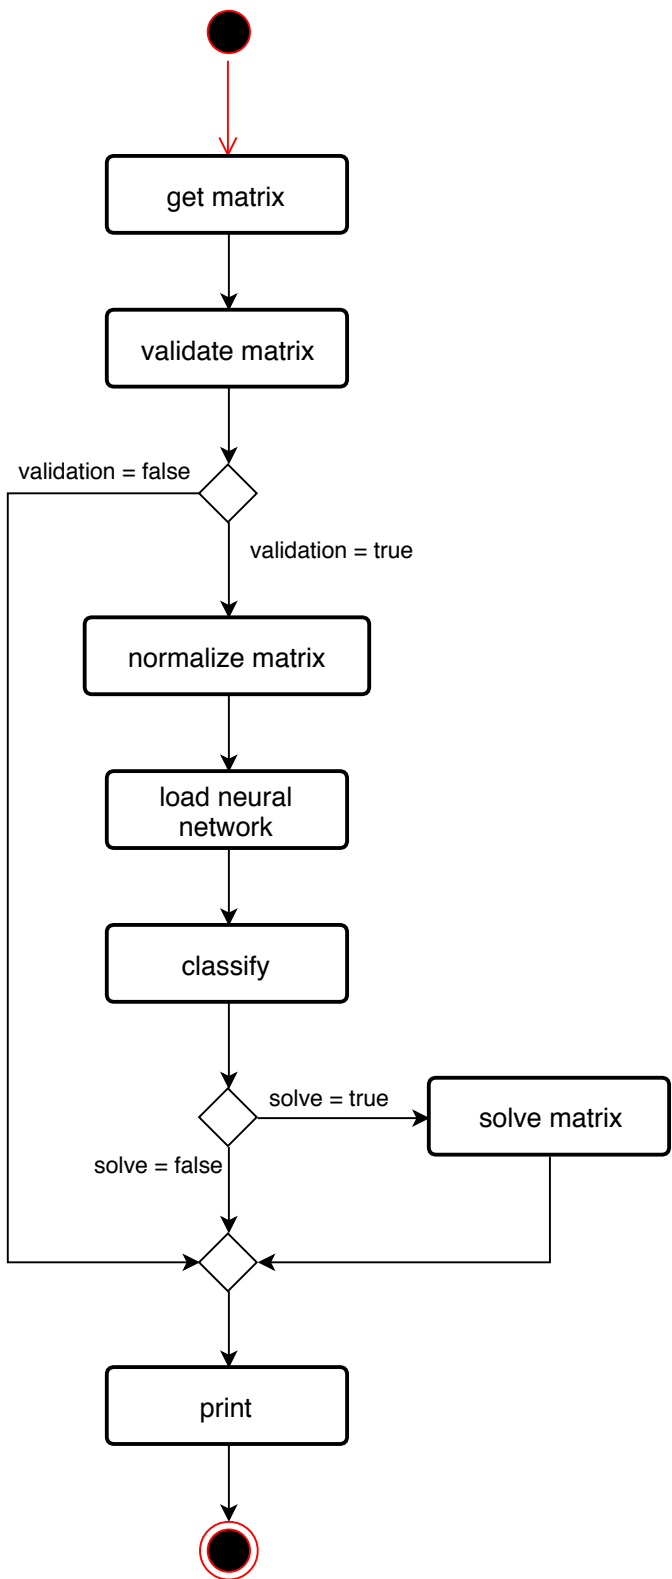 get matrix
validate matrix
validation = false
validation = true
normalize matrix
load neural
network
classify
solve = true
solve matrix
solve = false
print